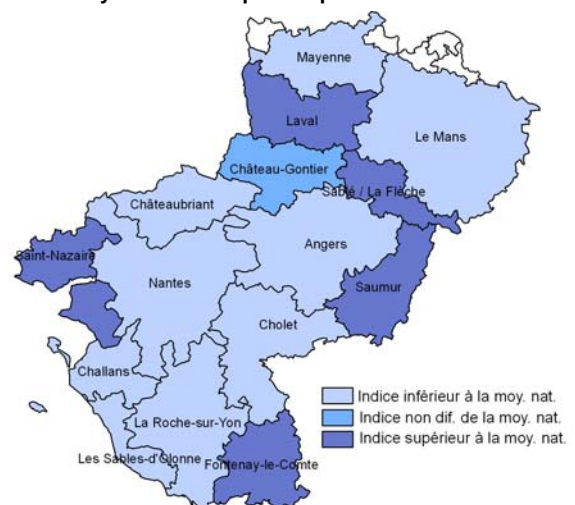 Mayenne
Laval
Le Mans
Château-Gontier
Sablé / La Flèche
Châteaubriant
Angers
Saint-Nazaire
Nantes
Saumur
Cholet
Challans
Indice inférieur à la moy. nat.
Indice non dif. de la moy. nat.
Indice supérieur à la moy. nat.
La Roche-sur-Yon
Les Sables-d'Olonne
Fontenay-le-Comte